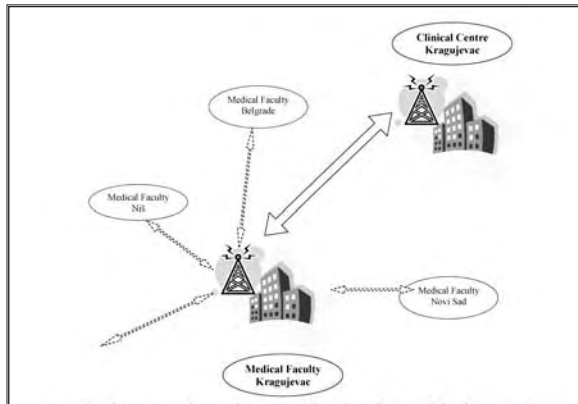 Clinical Centre
Kragujevac
Medical Faculty
Belgrade
Medical Faculty
Niš
Medical Faculty
Novi Sad
Medical Faculty
Kragujevac